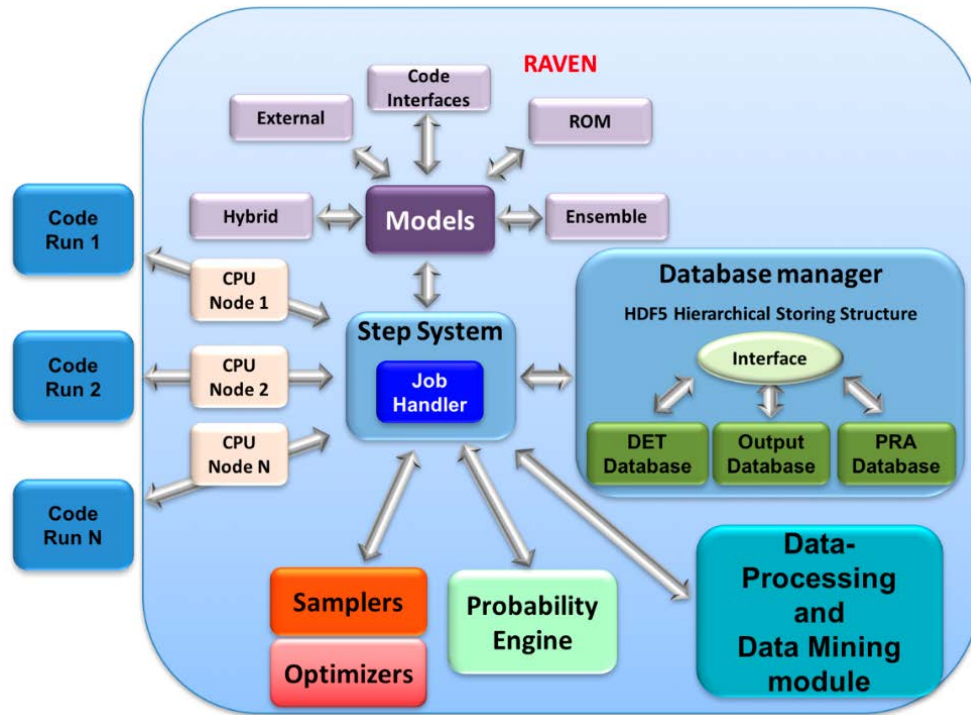 RAVEN
Code
Interfaces
External
ROM
Hybrid
Models
Ensemble
Code
Run 1
CPU
Node 1
Database manager
HDF5 Hierarchical Storing Structure
Interface
Step System
Job
Handler
Code
Run 2
CPU
Node 2
DET
Database
Output
Database
PRA
Database
CPU
Node N
Code
Run N
Samplers
Optimizers
Probability
Engine
Data-
Processing
and
Data Mining
module